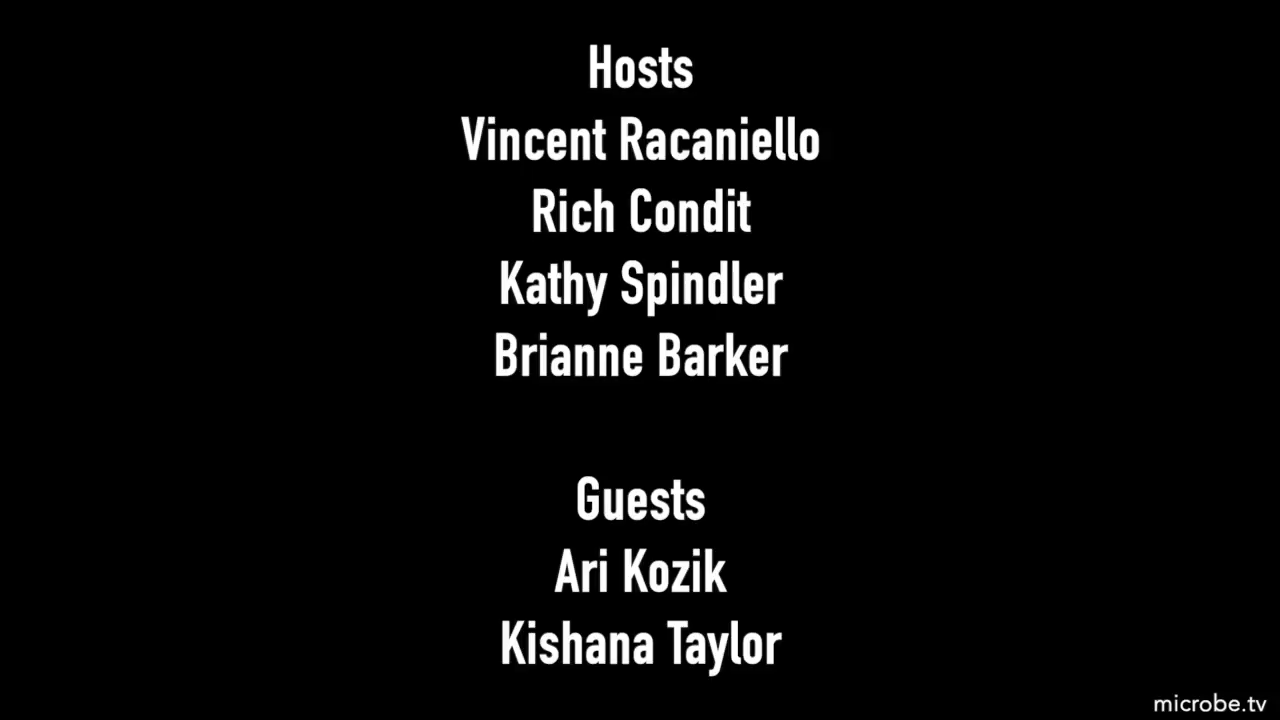 Hosts
Vincent Racaniello
Rich Condit
Kathy Spindler
Brianne Barker
Guests
Ari Kozik
Kishana Taylor
microbe.tv